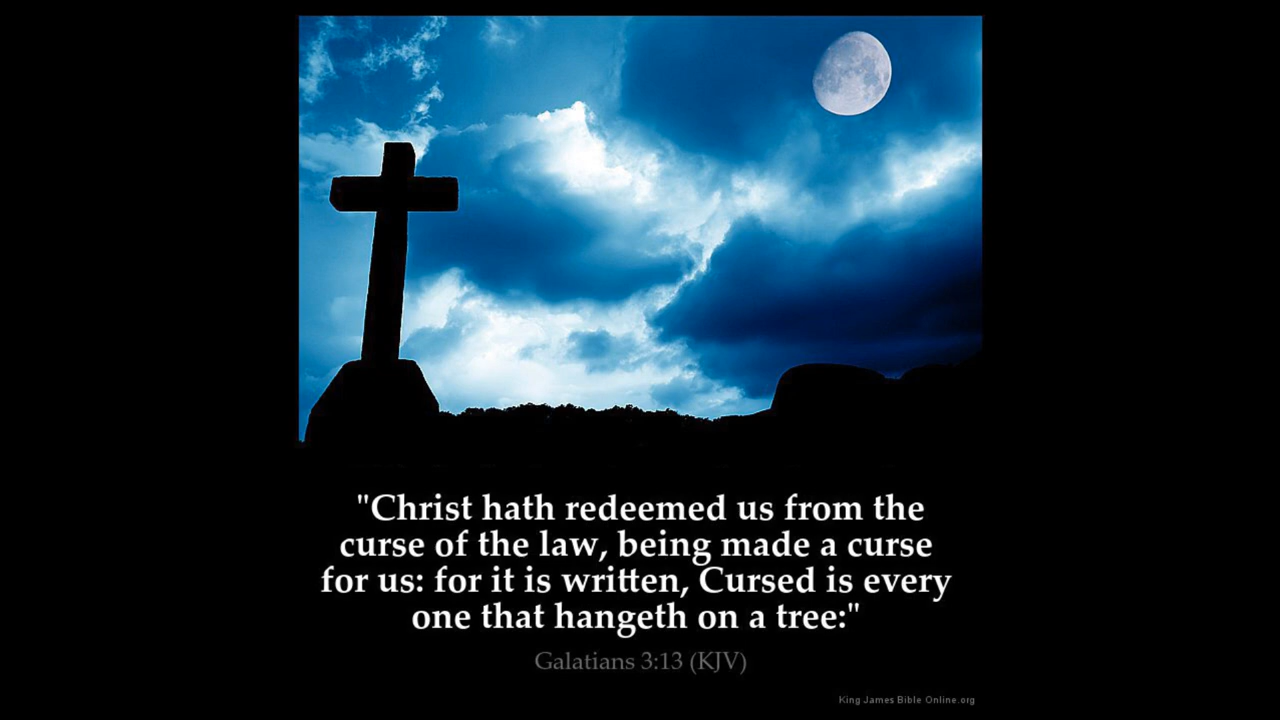 "Christ hath redeemed us from the
curse of the law, being made a curse
for us: for it is written, Cursed is every
one that hangeth on a tree:"
Galatians 3:13 (KJV)
King James Bible Online.org